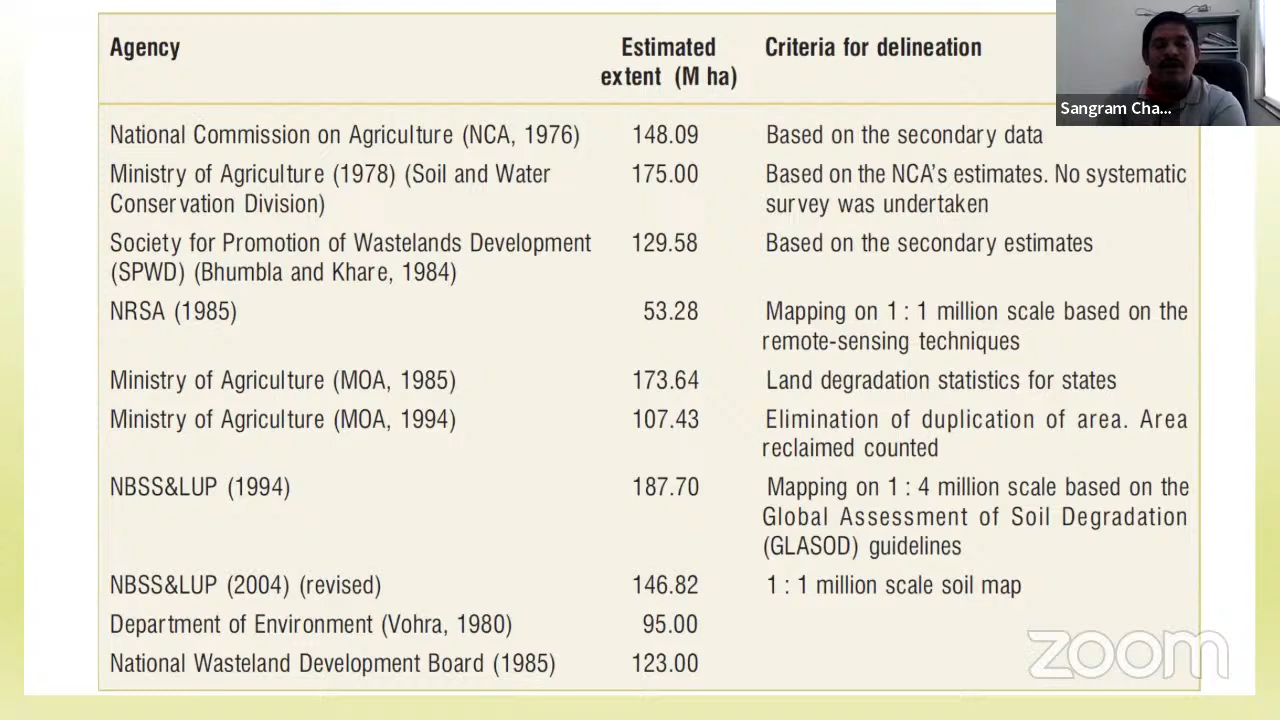 Agency Estimated Criteria for delineation
extent (M ha)
Sangram Cha...
National Commission on Agriculture (NCA, 1976) 148.09 Based on the secondary data
Ministry of Agriculture (1978) (Soil and Water 175.00 Based on the NCA's estimates. No systematic
Conservation Division) survey was undertaken
Society for Promotion of Wastelands Development 129.58 Based on the secondary estimates
(SPWD) (Bhumbla and Khare, 1984)
NRSA (1985) 53.28 Mapping on 1 : 1 million scale based on the
remote-sensing techniques
Ministry of Agriculture (MOA, 1985) 173.64 Land degradation statistics for states
Ministry of Agriculture (MOA, 1994) 107.43 Elimination of duplication of area. Area
reclaimed counted
NBSS&LUP (1994) 187.70 Mapping on 1 : 4 million scale based on the
Global Assessment of Soil Degradation
(GLASOD) guidelines
NBSS&LUP (2004) (revised) 146.82 1 : 1 million scale soil map
Department of Environment (Vohra, 1980) 95.00
National Wasteland Development Board (1985) 123.00
zoom